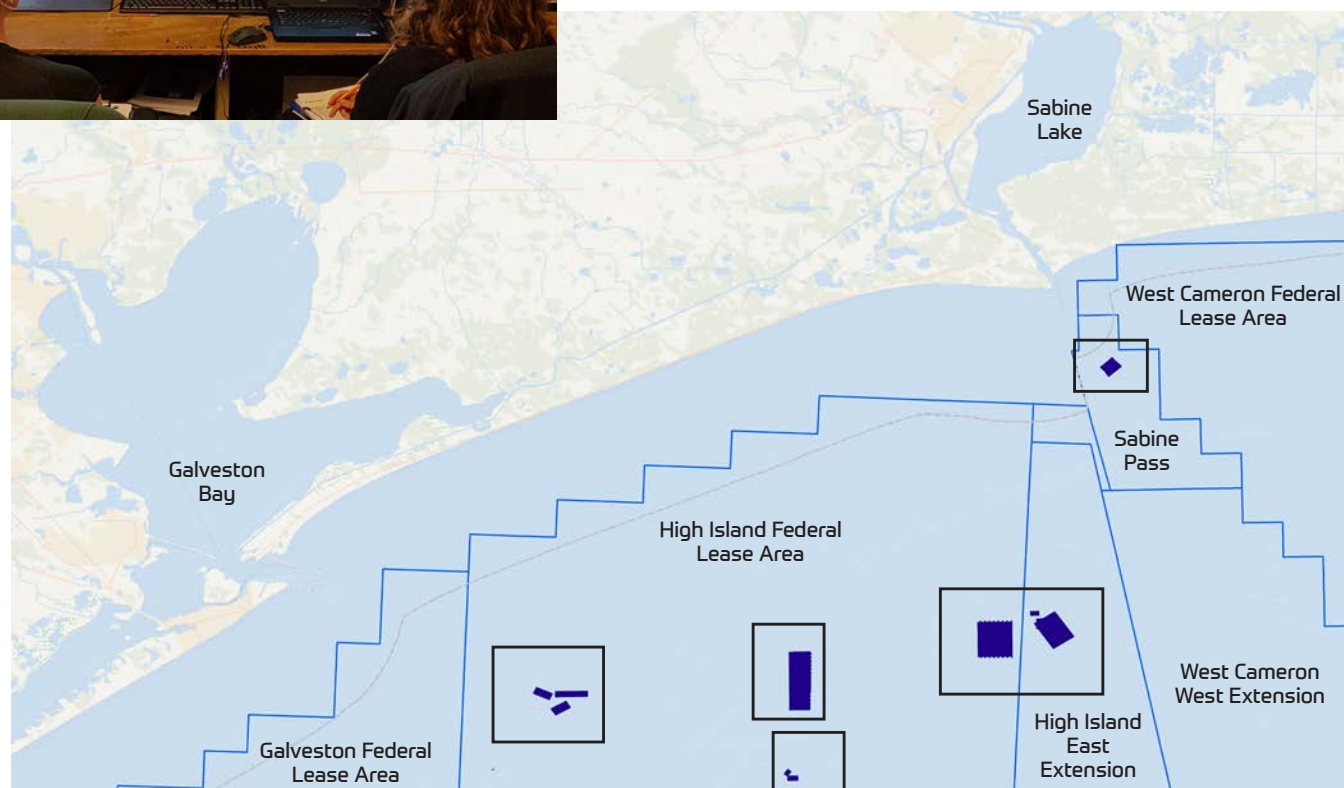 Sabine
Lake
West Cameron Federal
Lease Area
Sabine
Pass
Galveston
Bay
High Island Federal
Lease Area
West Cameron
West Extension
High Island
East
Extension
Galveston Federal
Lease Area